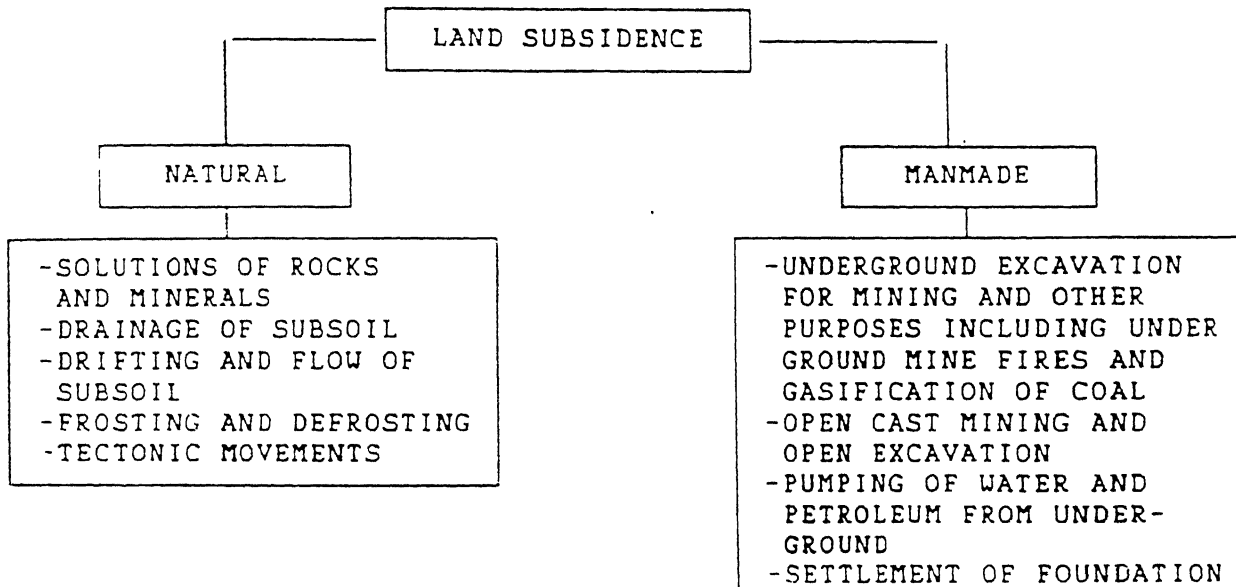 LAND SUBSIDENCE
NATURAL
MANMADE
-SOLUTIONS OF ROCKS
AND MINERALS
-DRAINAGE OF SUBSOIL
-DRIFTING AND FLOW OF
SUBSOIL
-FROSTING AND DEFROSTING
-TECTONIC MOVEMENTS
-UNDERGROUND EXCAVATION
FOR MINING AND OTHER
PURPOSES INCLUDING UNDER
GROUND MINE FIRES AND
GASIFICATION OF COAL
-OPEN CAST MINING AND
OPEN EXCAVATION
-PUMPING OF WATER AND
PETROLEUM FROM UNDER-
GROUND
-SETTLEMENT OF FOUNDATION